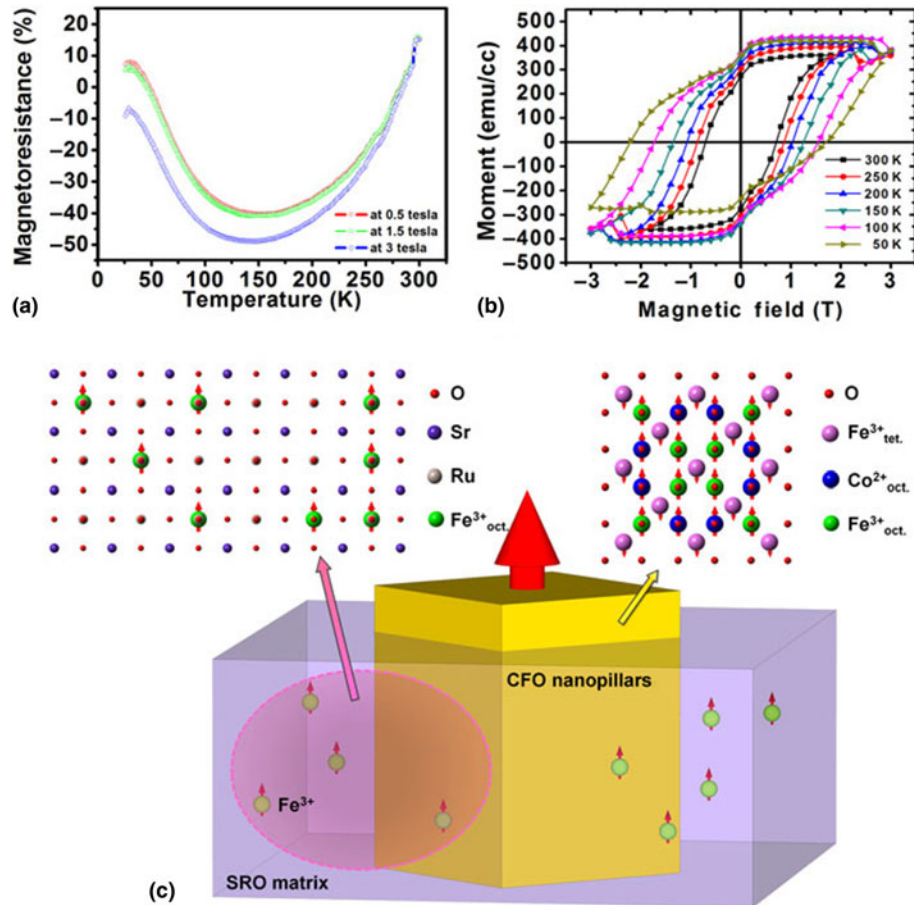 20
10
0
–10
–20
–30
–40
–50
Magnetoresistance (%)
at 0.5 tesla
at 1.5 tesla
at 3 tesla
0 50 100 150 200 250 300 350
Temperature (K)
(a)
500
400
300
200
100
0
–100
–200
–300
–400
–500
Moment (emu/cc)
300 K
250 K
200 K
150 K
100 K
50 K
–3 –2 –1 0 1 2 3
Magnetic field (T)
(b)
O
Sr
Ru
Fe³⁺oct.
O
Fe³⁺tet.
Co²⁺oct.
Fe³⁺oct.
CFO nanopillars
Fe³⁺
SRO matrix
(c)